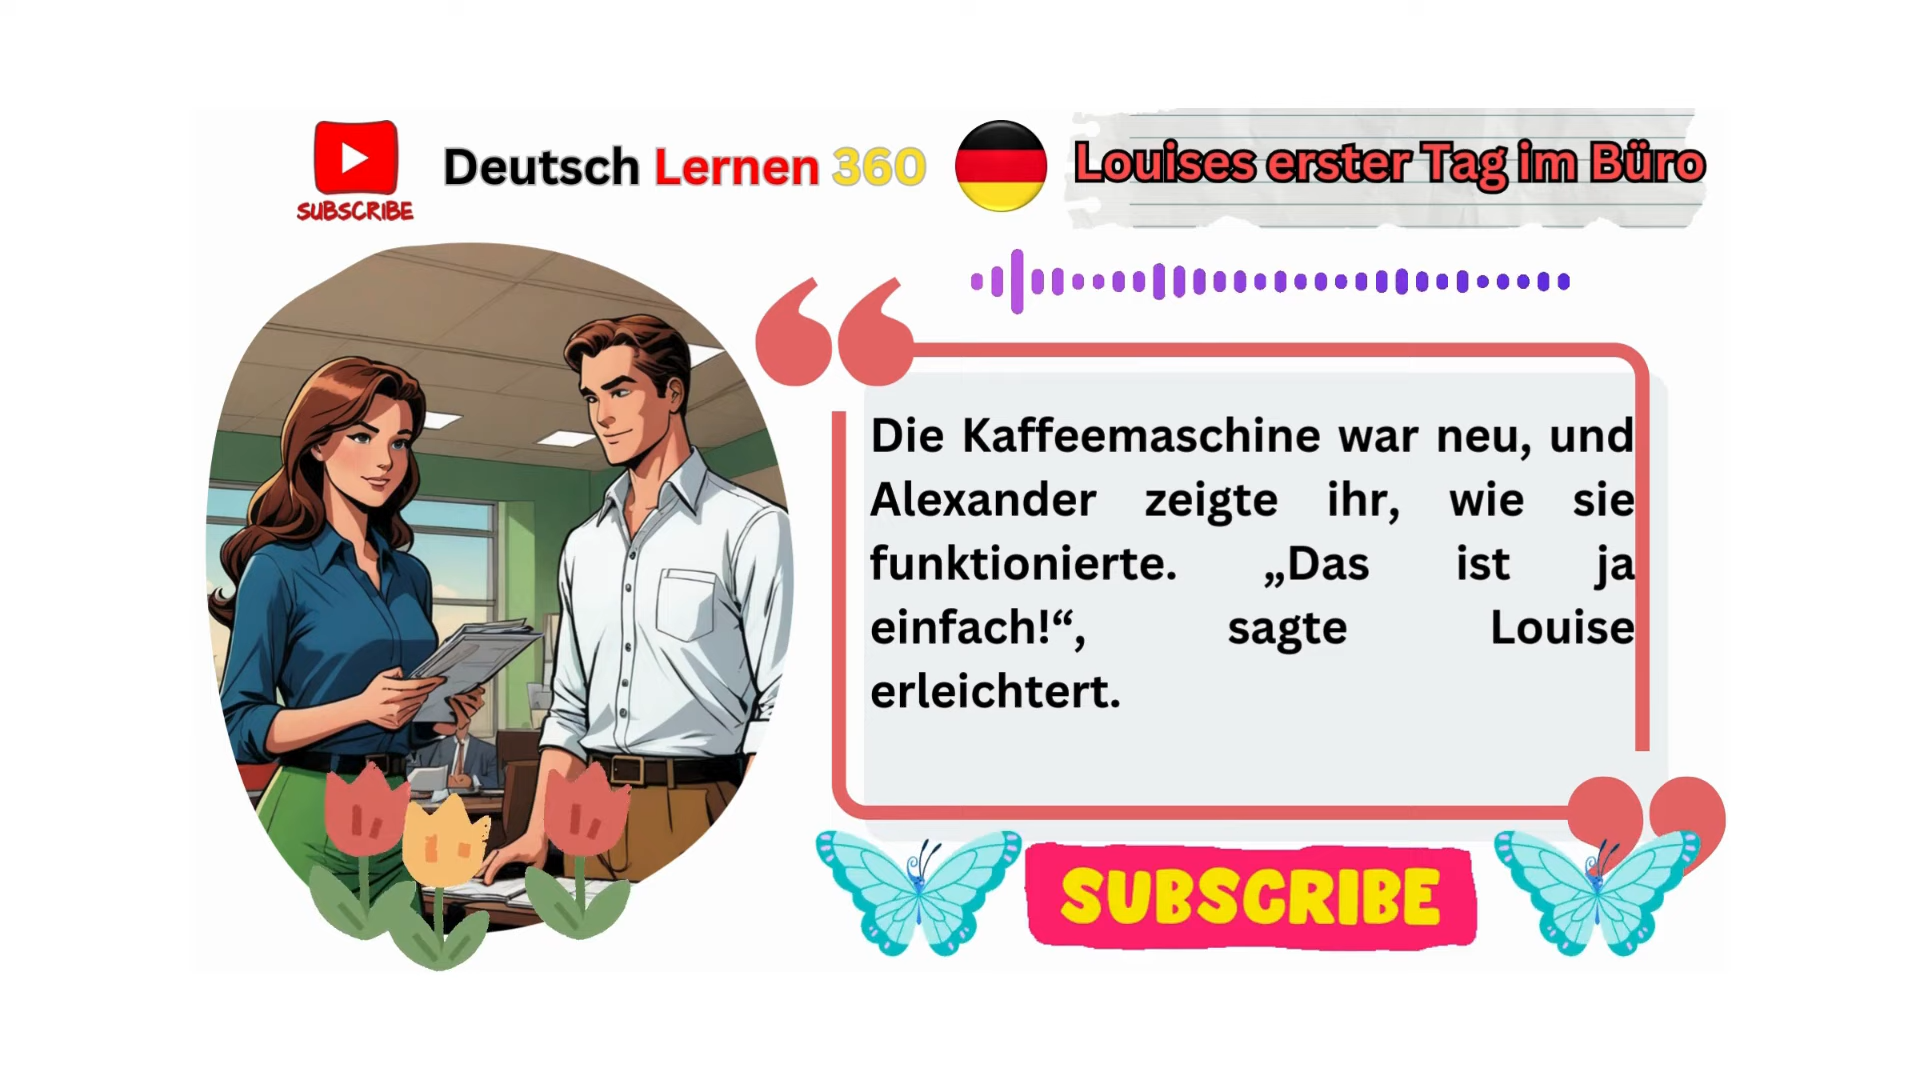 Deutsch Lernen 360
Louises erster Tag im Büro
SUBSCRIBE
Die Kaffeemaschine war neu, und
Alexander zeigte ihr, wie sie
funktionierte. „Das ist ja
einfach!“, sagte Louise
erleichtert.
SUBSCRIBE